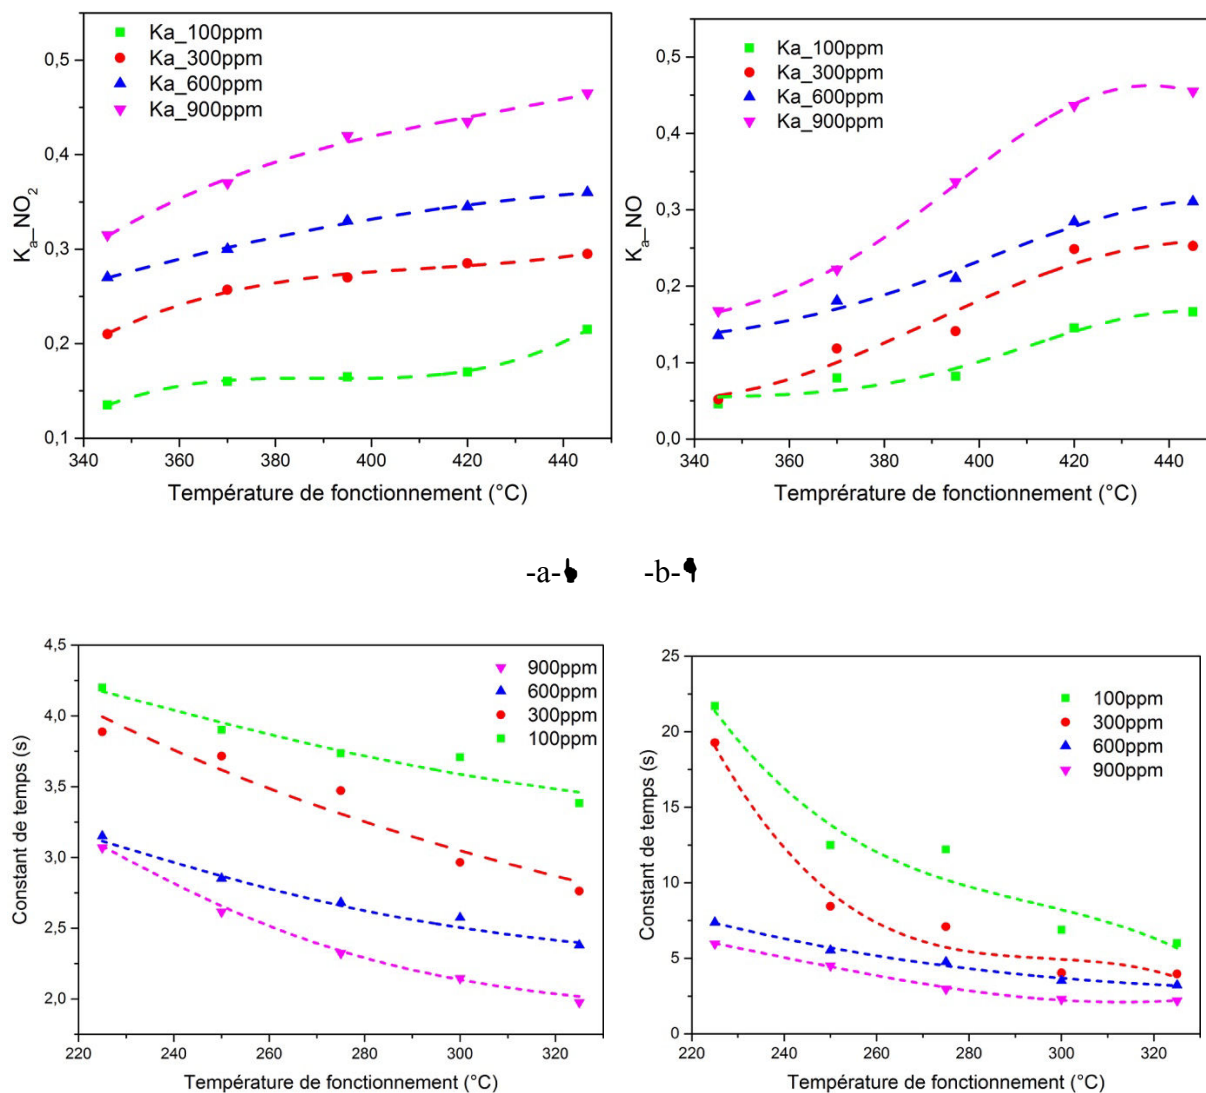 Ka_100ppm
Ka_300ppm
Ka_600ppm
Ka_900ppm
0,5
0,4
0,3
0,2
0,1
Ka_NO2
340 360 380 400 420 440
Température de fonctionnement (°C)
Ka_100ppm
Ka_300ppm
Ka_600ppm
Ka_900ppm
0,5
0,4
0,3
0,2
0,1
0,0
Ka_NO
340 360 380 400 420 440
Temprérature de fonctionnement (°C)
-a- -b-
900ppm
600ppm
300ppm
100ppm
4,5
4,0
3,5
3,0
2,5
2,0
Constant de temps (s)
220 240 260 280 300 320
Température de fonctionnement (°C)
100ppm
300ppm
600ppm
900ppm
25
20
15
10
5
0
Constant de temps (s)
220 240 260 280 300 320
Température de fonctionnement (°C)